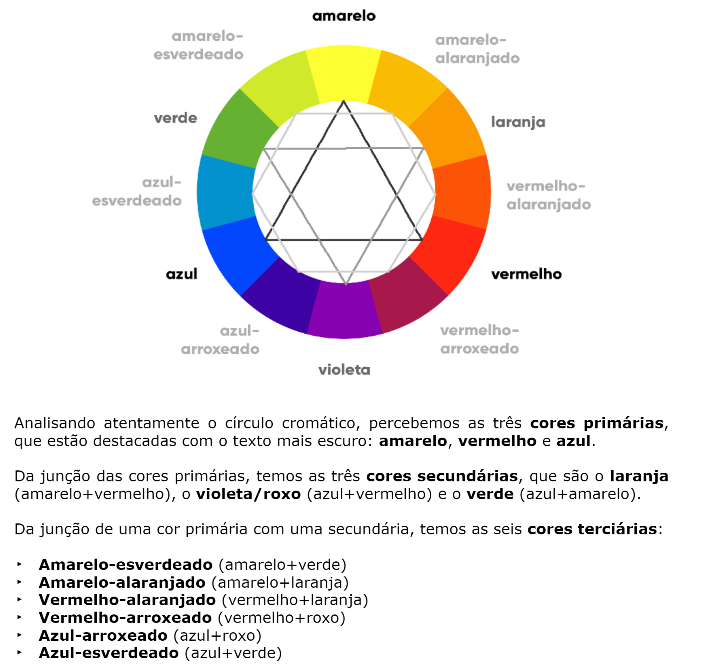 amarelo
amarelo-
esverdeado
amarelo-
alaranjado
verde
laranja
azul-
esverdeado
vermelho-
alaranjado
azul
vermelho
azul-
arroxeado
vermelho-
arroxeado
violeta
Analisando atentamente o círculo cromático, percebemos as três cores primárias,
que estão destacadas com o texto mais escuro: amarelo, vermelho e azul.
Da junção das cores primárias, temos as três cores secundárias, que são o laranja
(amarelo+vermelho), o violeta/roxo (azul+vermelho) e o verde (azul+amarelo).
Da junção de uma cor primária com uma secundária, temos as seis cores terciárias:
‣ Amarelo-esverdeado (amarelo+verde)
‣ Amarelo-alaranjado (amarelo+laranja)
‣ Vermelho-alaranjado (vermelho+laranja)
‣ Vermelho-arroxeado (vermelho+roxo)
‣ Azul-arroxeado (azul+roxo)
‣ Azul-esverdeado (azul+verde)